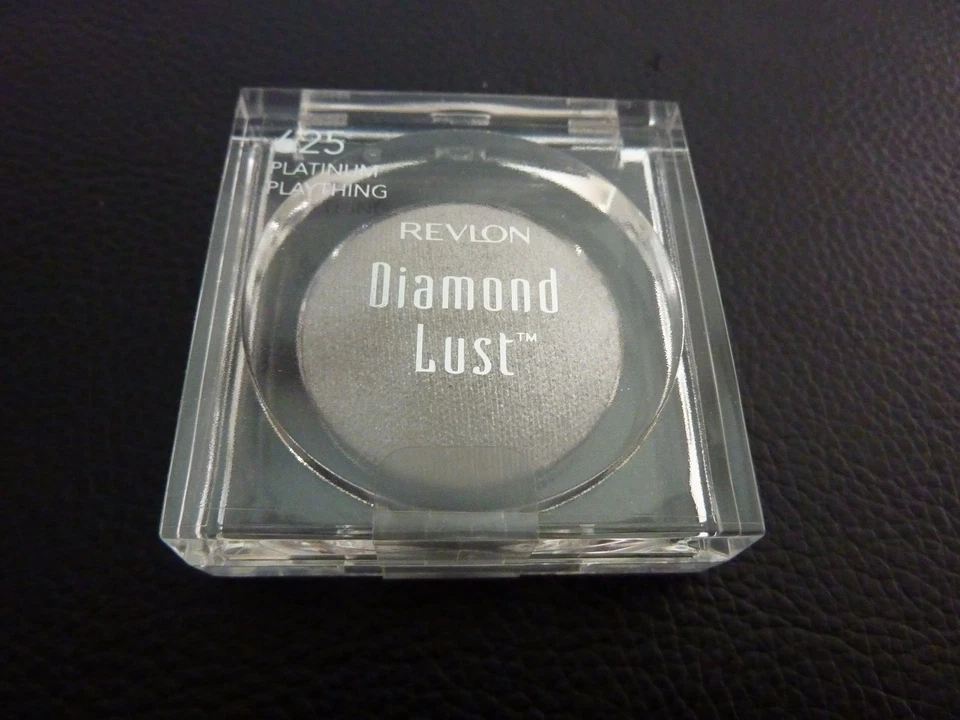 625
PLATINUM
PLAYTHING
REVLON
Diamond
Lust™